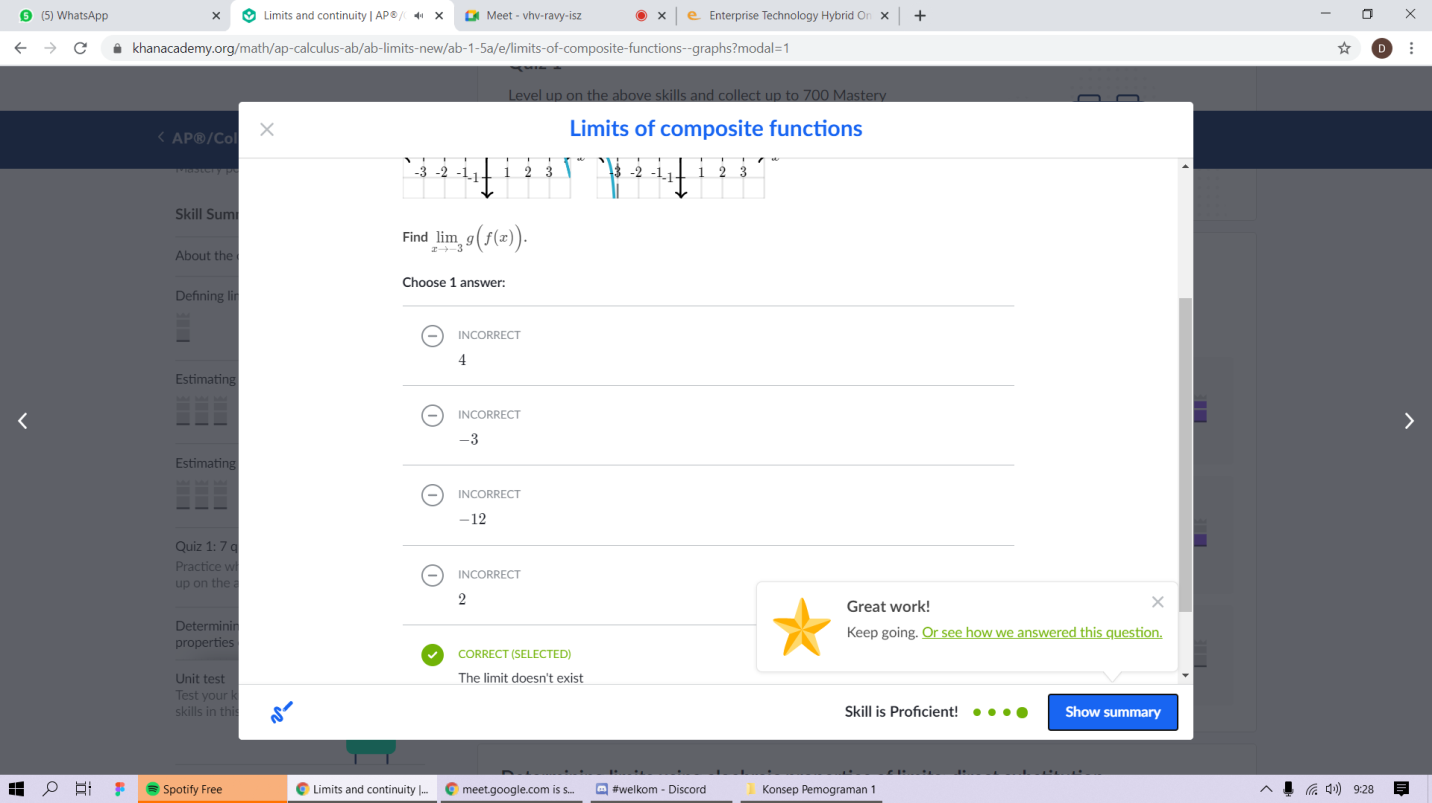 (5) WhatsApp
Limits and continuity | AP®/
Meet - vhv-ravy-isz
Enterprise Technology Hybrid On
khanacademy.org/math/ap-calculus-ab/ab-limits-new/ab-1-5a/e/limits-of-composite-functions--graphs?modal=1
D
Quiz 1
Level up on the above skills and collect up to 700 Mastery
AP®/Col
Limits of composite functions
-3 -2 -1 -1 1 2 3
-3 -2 -1 -1 1 2 3
Skill Summ
About the
Defining lin
Estimating
Estimating
Quiz 1: 7 q
Practice wh
up on the a
Determinin
properties
Unit test
Test your k
skills in this
Find lim x→−3 g(f(x)).
Choose 1 answer:
INCORRECT
4
INCORRECT
−3
INCORRECT
−12
INCORRECT
2
CORRECT (SELECTED)
The limit doesn't exist
Great work!
Keep going. Or see how we answered this question.
Skill is Proficient!
Show summary
Spotify Free
Limits and continuity |...
meet.google.com is s...
#welkom - Discord
Konsep Pemograman 1
9:28